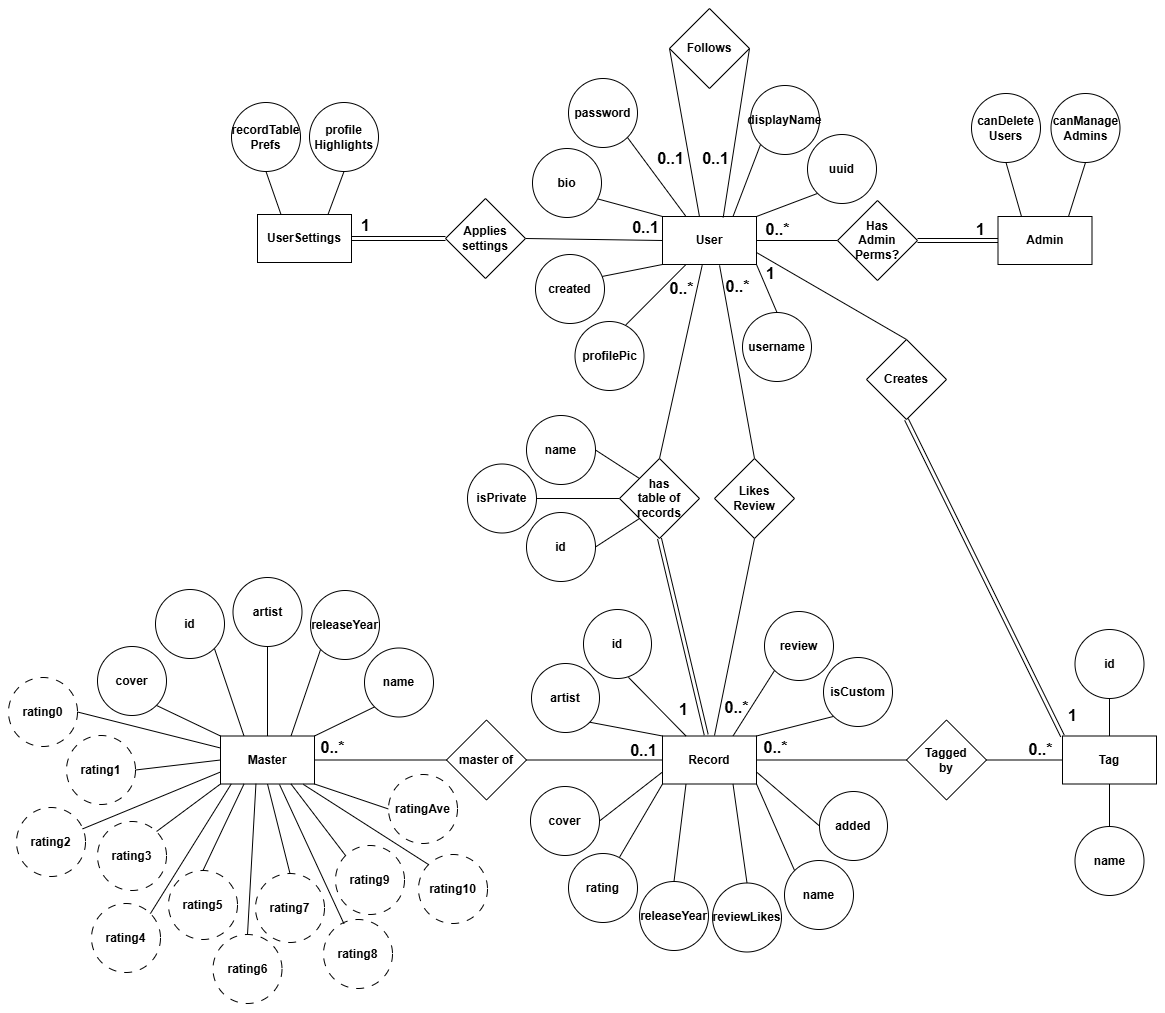 Follows
password
displayName
recordTable
Prefs
profile
Highlights
canDelete
Users
canManage
Admins
0..1
0..1
uuid
bio
UserSettings
1
Applies
settings
0..1
User
0..*
Has
Admin
Perms?
1
Admin
created
0..*
0..*
1
profilePic
username
Creates
name
isPrivate
has
table of
records
Likes
Review
id
id
artist
releaseYear
cover
name
id
review
artist
isCustom
id
rating0
1
0..*
1
Master
0..*
master of
0..1
Record
0..*
Tagged
by
0..*
Tag
rating1
ratingAve
rating2
rating3
cover
added
name
rating5
rating7
rating9
rating10
rating
releaseYear
reviewLikes
name
rating4
rating6
rating8